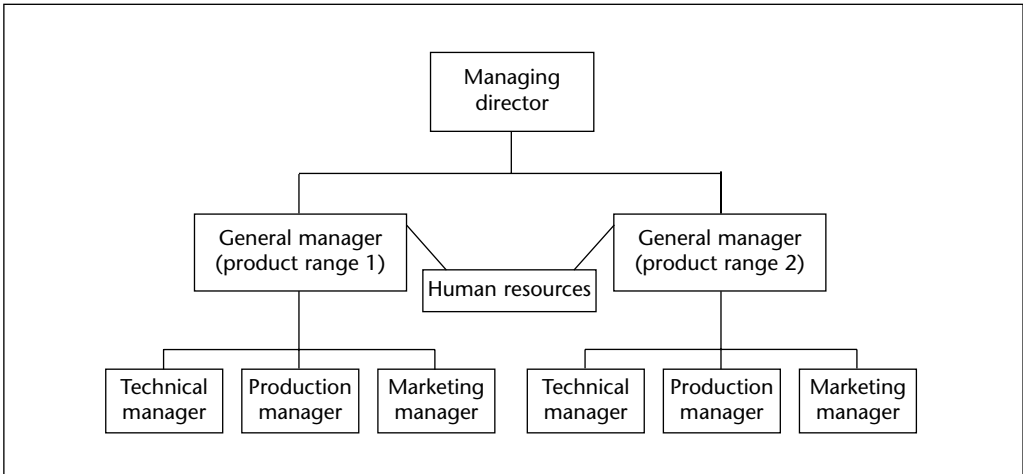 Managing
director
General manager
(product range 1)
General manager
(product range 2)
Human resources
Technical
manager
Production
manager
Marketing
manager
Technical
manager
Production
manager
Marketing
manager